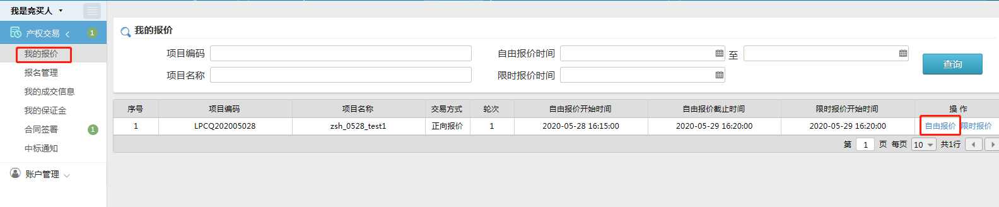 我是竞买人
产权交易 1
我的报价
报名管理
我的成交信息
我的保证金
合同签署 1
中标通知
账户管理
我的报价
项目编码 自由报价时间 至
项目名称 限时报价时间
查询
序号 项目编码 项目名称 交易方式 轮次 自由报价开始时间 自由报价截止时间 限时报价开始时间 操 作
1 LPCQ202005028 zsh_0528_test1 正向报价 1 2020-05-28 16:15:00 2020-05-29 16:20:00 2020-05-29 16:20:00 自由报价 限时报价
第 1 页 每页 10 共1行